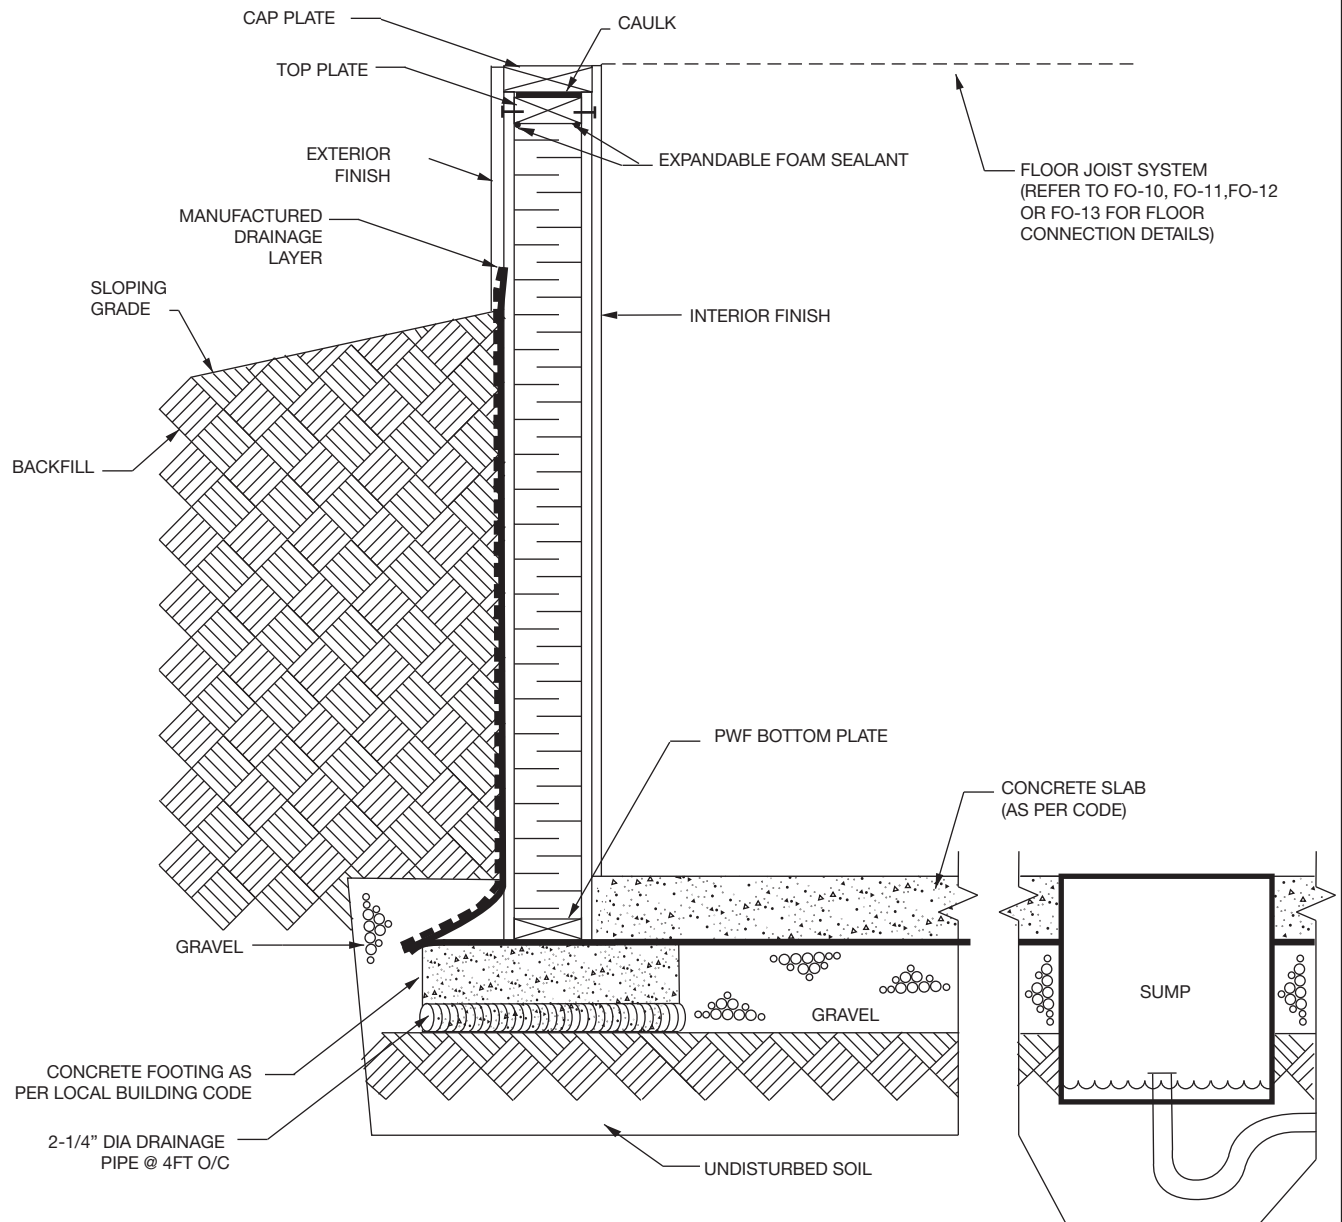 CAP PLATE
CAULK
TOP PLATE
EXPANDABLE FOAM SEALANT
EXTERIOR
FINISH
FLOOR JOIST SYSTEM
(REFER TO FO-10, FO-11,FO-12
OR FO-13 FOR FLOOR
CONNECTION DETAILS)
MANUFACTURED
DRAINAGE
LAYER
SLOPING
GRADE
INTERIOR FINISH
BACKFILL
PWF BOTTOM PLATE
CONCRETE SLAB
(AS PER CODE)
GRAVEL
SUMP
GRAVEL
CONCRETE FOOTING AS
PER LOCAL BUILDING CODE
2-1/4” DIA DRAINAGE
PIPE @ 4FT O/C
UNDISTURBED SOIL